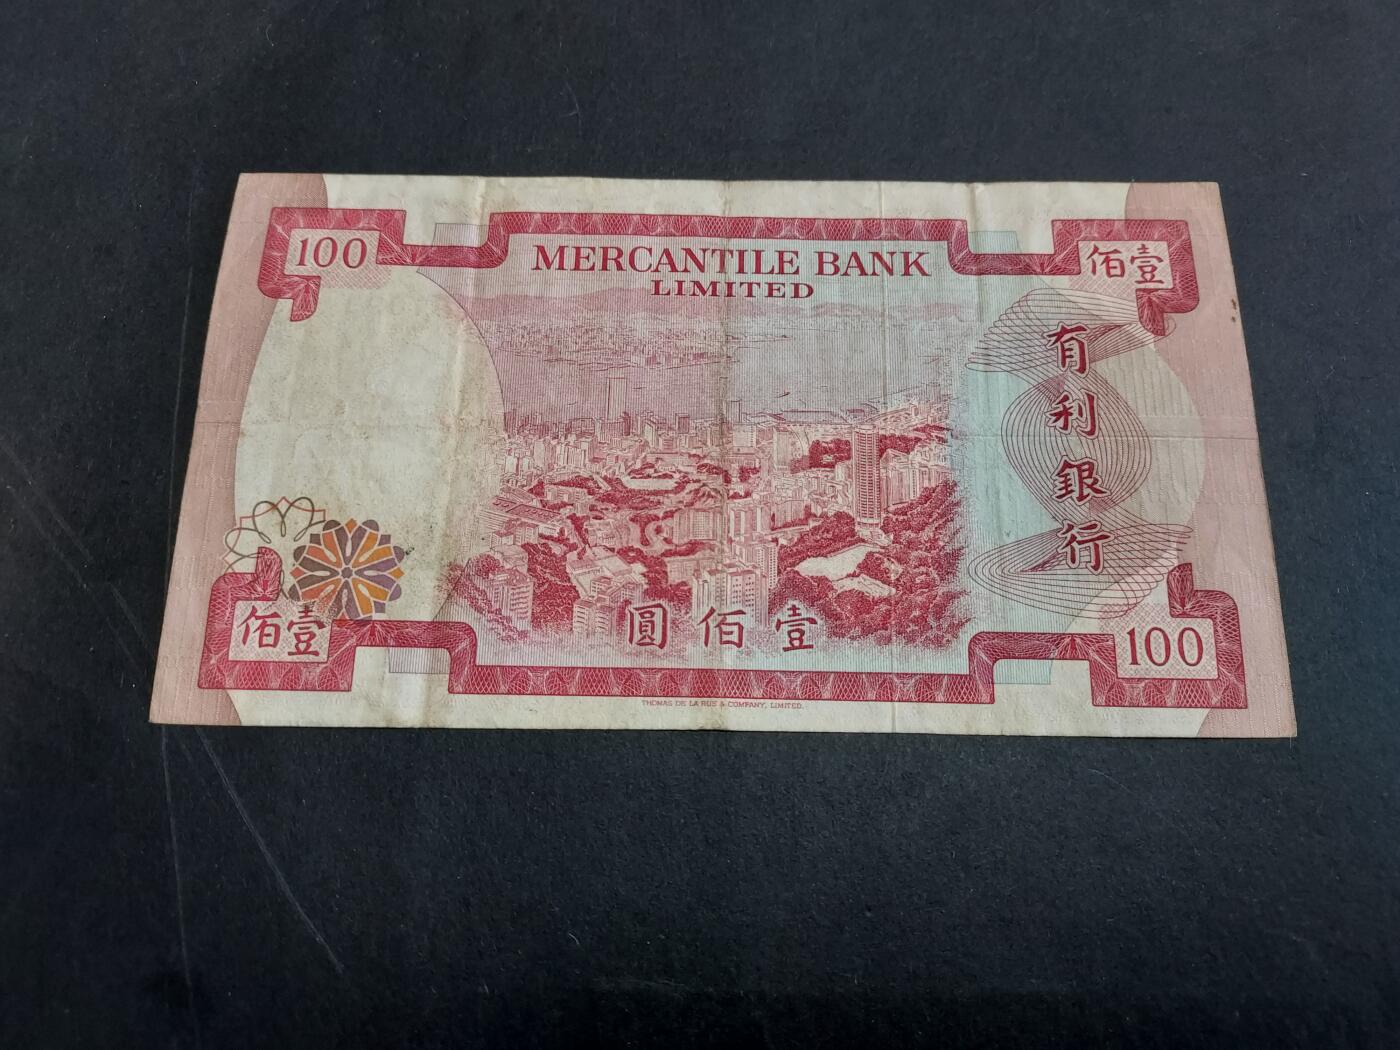 100
MERCANTILE BANK
LIMITED
佰壹
有利銀行
佰壹
圓佰壹
100
THOMAS DE LA RUE & COMPANY, LIMITED.